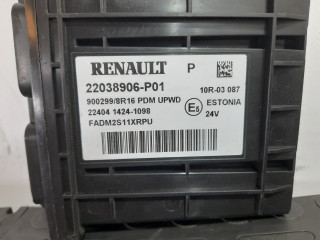 RENAULT P
22038906-P01 10R-03 087
900299/8R16 PDM UPWD E5 ESTONIA
22404 1424-1098 24V
FADM2S11XRPU